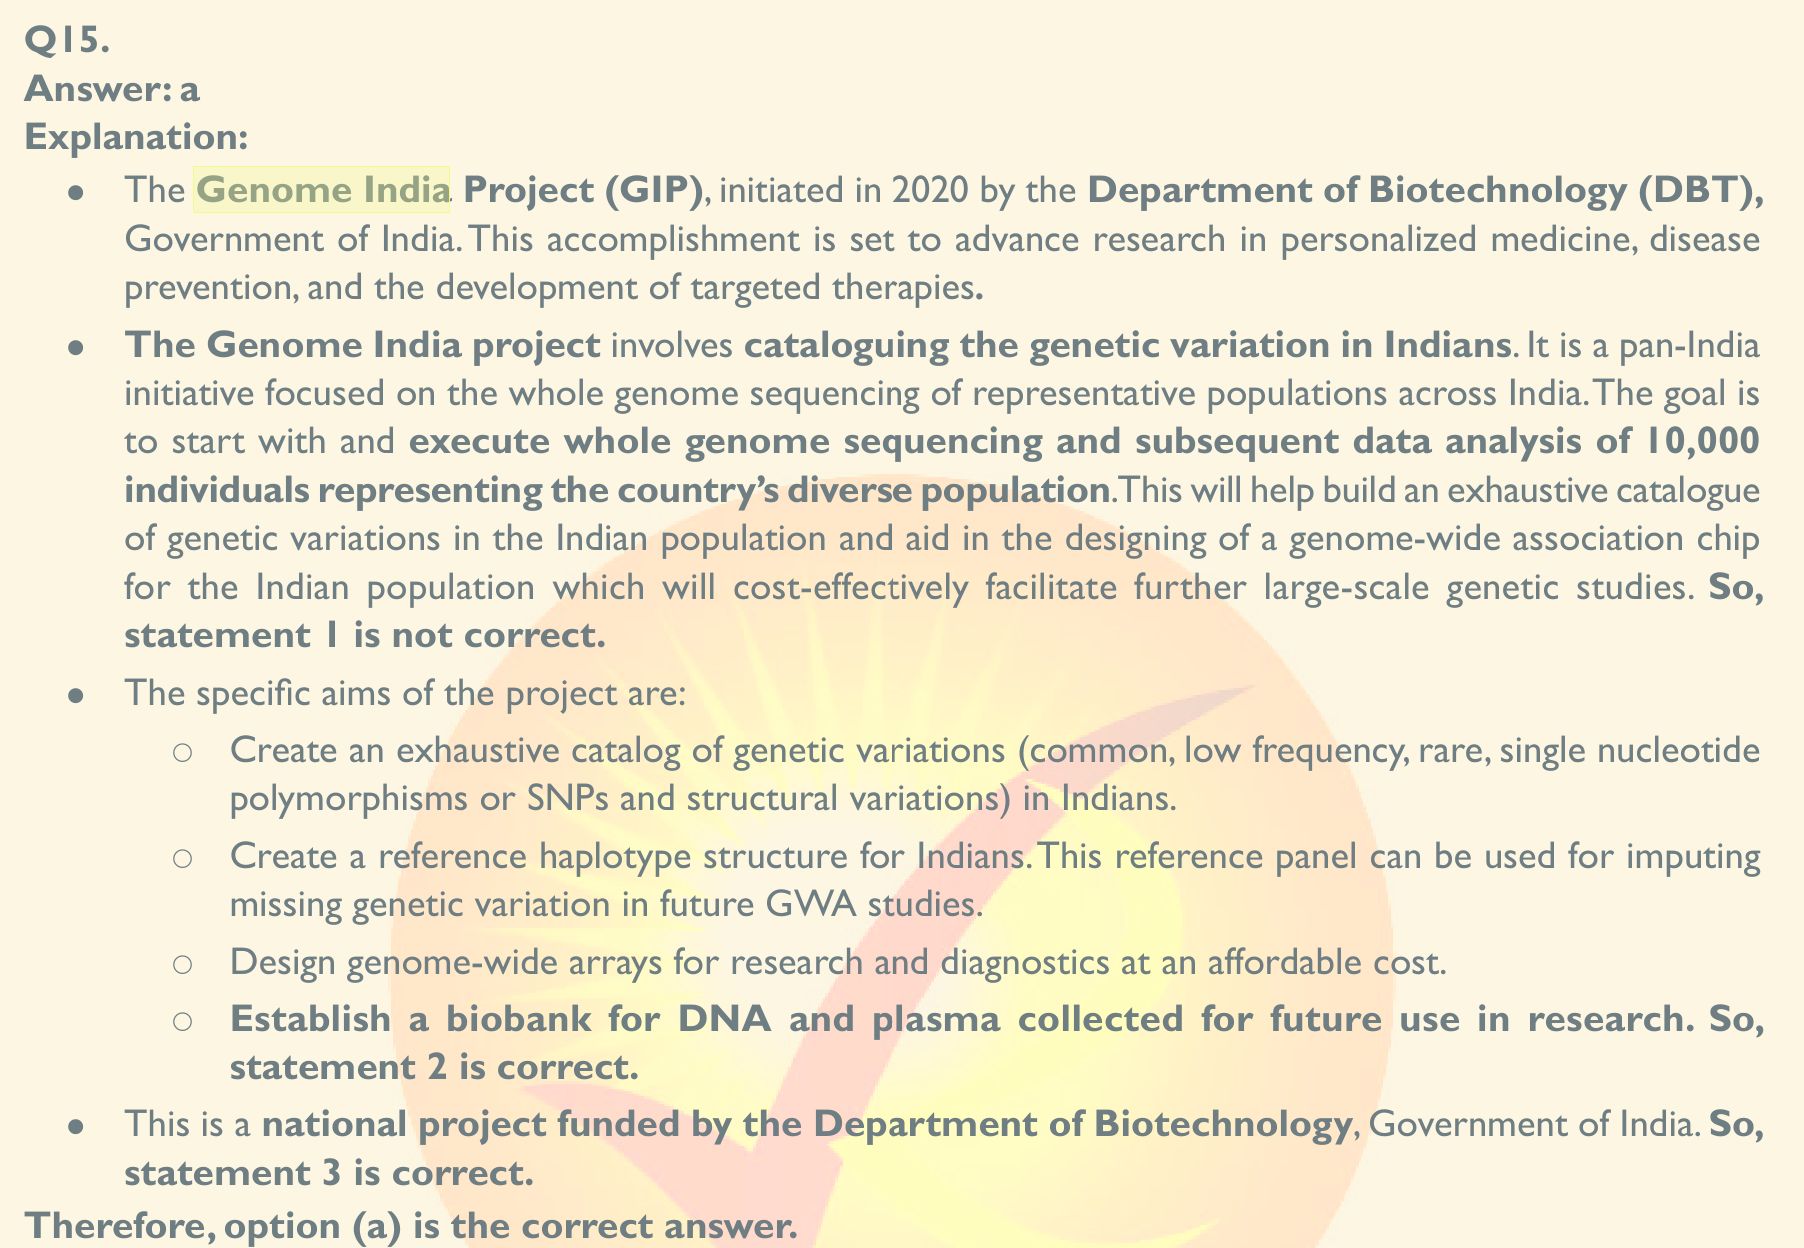 Q15.
Answer: a
Explanation:
● The Genome India Project (GIP), initiated in 2020 by the Department of Biotechnology (DBT),
Government of India. This accomplishment is set to advance research in personalized medicine, disease
prevention, and the development of targeted therapies.
● The Genome India project involves cataloguing the genetic variation in Indians. It is a pan-India
initiative focused on the whole genome sequencing of representative populations across India. The goal is
to start with and execute whole genome sequencing and subsequent data analysis of 10,000
individuals representing the country's diverse population. This will help build an exhaustive catalogue
of genetic variations in the Indian population and aid in the designing of a genome-wide association chip
for the Indian population which will cost-effectively facilitate further large-scale genetic studies. So,
statement 1 is not correct.
● The specific aims of the project are:
○ Create an exhaustive catalog of genetic variations (common, low frequency, rare, single nucleotide
polymorphisms or SNPs and structural variations) in Indians.
○ Create a reference haplotype structure for Indians. This reference panel can be used for imputing
missing genetic variation in future GWA studies.
○ Design genome-wide arrays for research and diagnostics at an affordable cost.
○ Establish a biobank for DNA and plasma collected for future use in research. So,
statement 2 is correct.
● This is a national project funded by the Department of Biotechnology, Government of India. So,
statement 3 is correct.
Therefore, option (a) is the correct answer.